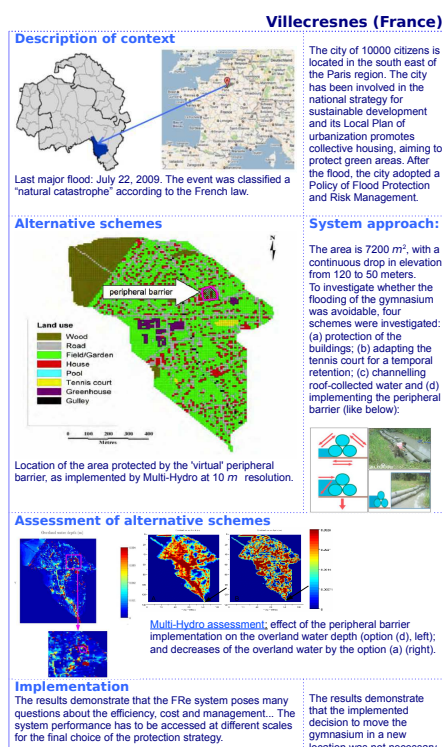 Villecresnes (France)
Description of context
Last major flood: July 22, 2009. The event was classified a
“natural catastrophe” according to the French law.
The city of 10000 citizens is
located in the south east of
the Paris region. The city
has been involved in the
national strategy for
sustainable development
and its Local Plan of
urbanization promotes
collective housing, aiming to
protect green areas. After
the flood, the city adopted a
Policy of Flood Protection
and Risk Management.
Alternative schemes
peripheral barrier
N
Land use
Wood
Road
Field/Garden
House
Pool
Tennis court
Greenhouse
Gulley
0 100 200 300 400
Metres
Location of the area protected by the 'virtual' peripheral
barrier, as implemented by Multi-Hydro at 10 m resolution.
System approach:
The area is 7200 m², with a
continuous drop in elevation
from 120 to 50 meters.
To investigate whether the
flooding of the gymnasium
was avoidable, four
schemes were investigated:
(a) protection of the
buildings; (b) adapting the
tennis court for a temporal
retention; (c) channelling
roof-collected water and (d)
implementing the peripheral
barrier (like below):
Assessment of alternative schemes
Overland water depth (m)
Multi-Hydro assessment: effect of the peripheral barrier
implementation on the overland water depth (option (d), left);
and decreases of the overland water by the option (a) (right).
Implementation
The results demonstrate that the FRe system poses many
questions about the efficiency, cost and management... The
system performance has to be accessed at different scales
for the final choice of the protection strategy.
The results demonstrate
that the implemented
decision to move the
gymnasium in a new
location was not necessary